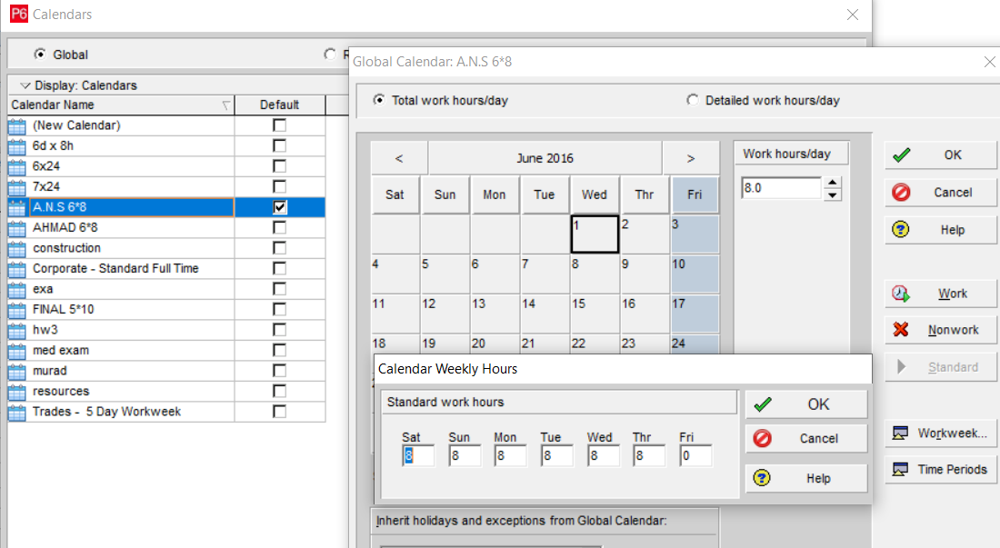 P6 Calendars
Global
R
Global Calendar: A.N.S 6*8
Display: Calendars
Calendar Name Default
(New Calendar)
6d x 8h
6x24
7x24
A.N.S 6*8
AHMAD 6*8
construction
Corporate - Standard Full Time
exa
FINAL 5*10
hw3
med exam
murad
resources
Trades - 5 Day Workweek
Total work hours/day Detailed work hours/day
< June 2016 >
Sat Sun Mon Tue Wed Thr Fri
1 2 3
4 5 6 7 8 9 10
11 12 13 14 15 16 17
18 19 20 21 22 23 24
Work hours/day
8.0
OK
Cancel
Help
Work
Nonwork
Standard
Workweek...
Time Periods
Calendar Weekly Hours
Standard work hours
Sat Sun Mon Tue Wed Thr Fri
8 8 8 8 8 8 0
OK
Cancel
Help
Inherit holidays and exceptions from Global Calendar: